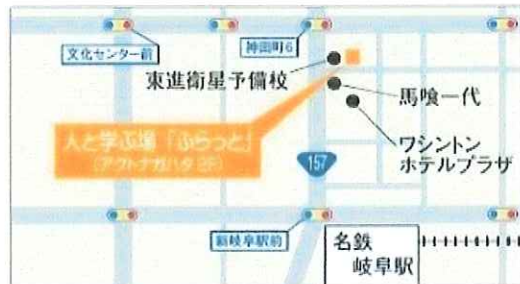 文化センター前
神田町6
東進衛星予備校
馬喰一代
人と学ぶ場「ふらっと」
(アクトナガハタ 2F)
ワシントン
ホテルプラザ
157
新岐阜駅前
名鉄
岐阜駅